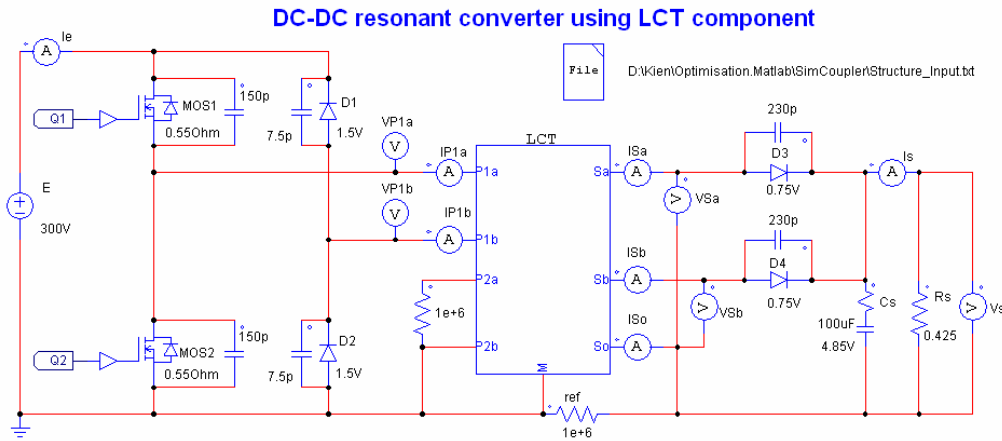 DC-DC resonant converter using LCT component
Ie
A
File
D:\Kien\Optimisation.Matlab\SimCoupler\Structure_Input.txt
Q1
MOS1
0.55Ohm
150p
7.5p
D1
1.5V
VP1a
V
IP1a
A
VP1b
V
IP1b
A
LCT
P1a
P1b
P2a
P2b
Sa
Sb
So
M
ISa
A
VSa
V
230p
D3
0.75V
Is
A
230p
D4
0.75V
ISb
A
VSb
V
ISo
A
E
300V
1e+6
Cs
100uF
4.85V
Rs
0.425
V
Vs
Q2
MOS2
0.55Ohm
150p
7.5p
D2
1.5V
ref
1e+6